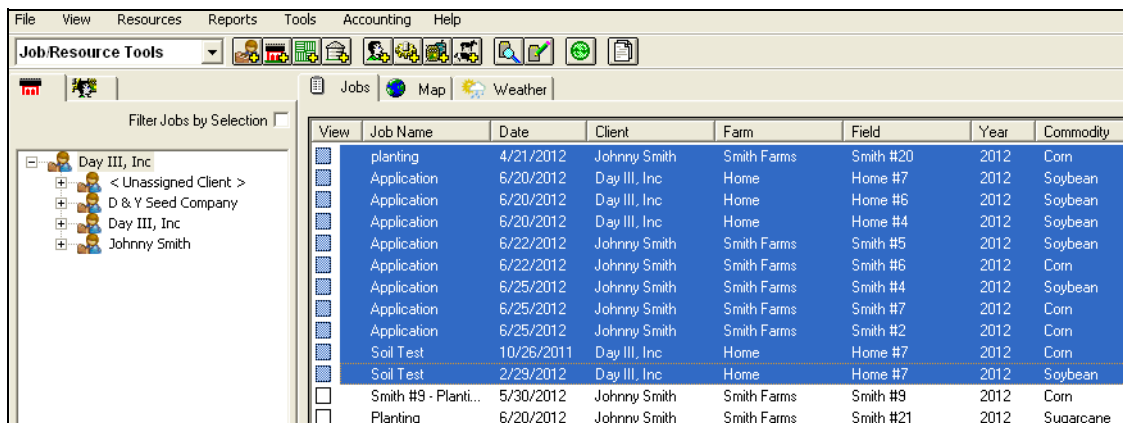 File View Resources Reports Tools Accounting Help
Job/Resource Tools
Jobs Map Weather
Filter Jobs by Selection
View Job Name Date Client Farm Field Year Commodity
Day III, Inc
< Unassigned Client >
D & Y Seed Company
Day III, Inc
Johnny Smith
planting 4/21/2012 Johnny Smith Smith Farms Smith #20 2012 Corn
Application 6/20/2012 Day III, Inc Home Home #7 2012 Soybean
Application 6/20/2012 Day III, Inc Home Home #6 2012 Soybean
Application 6/20/2012 Day III, Inc Home Home #4 2012 Soybean
Application 6/22/2012 Johnny Smith Smith Farms Smith #5 2012 Soybean
Application 6/22/2012 Johnny Smith Smith Farms Smith #6 2012 Corn
Application 6/25/2012 Johnny Smith Smith Farms Smith #4 2012 Soybean
Application 6/25/2012 Johnny Smith Smith Farms Smith #7 2012 Corn
Application 6/25/2012 Johnny Smith Smith Farms Smith #2 2012 Corn
Soil Test 10/26/2011 Day III, Inc Home Home #7 2012 Corn
Soil Test 2/29/2012 Day III, Inc Home Home #7 2012 Soybean
Smith #9 - Planti... 5/30/2012 Johnny Smith Smith Farms Smith #9 2012 Corn
Planting 6/20/2012 Johnny Smith Smith Farms Smith #21 2012 Sugarcane